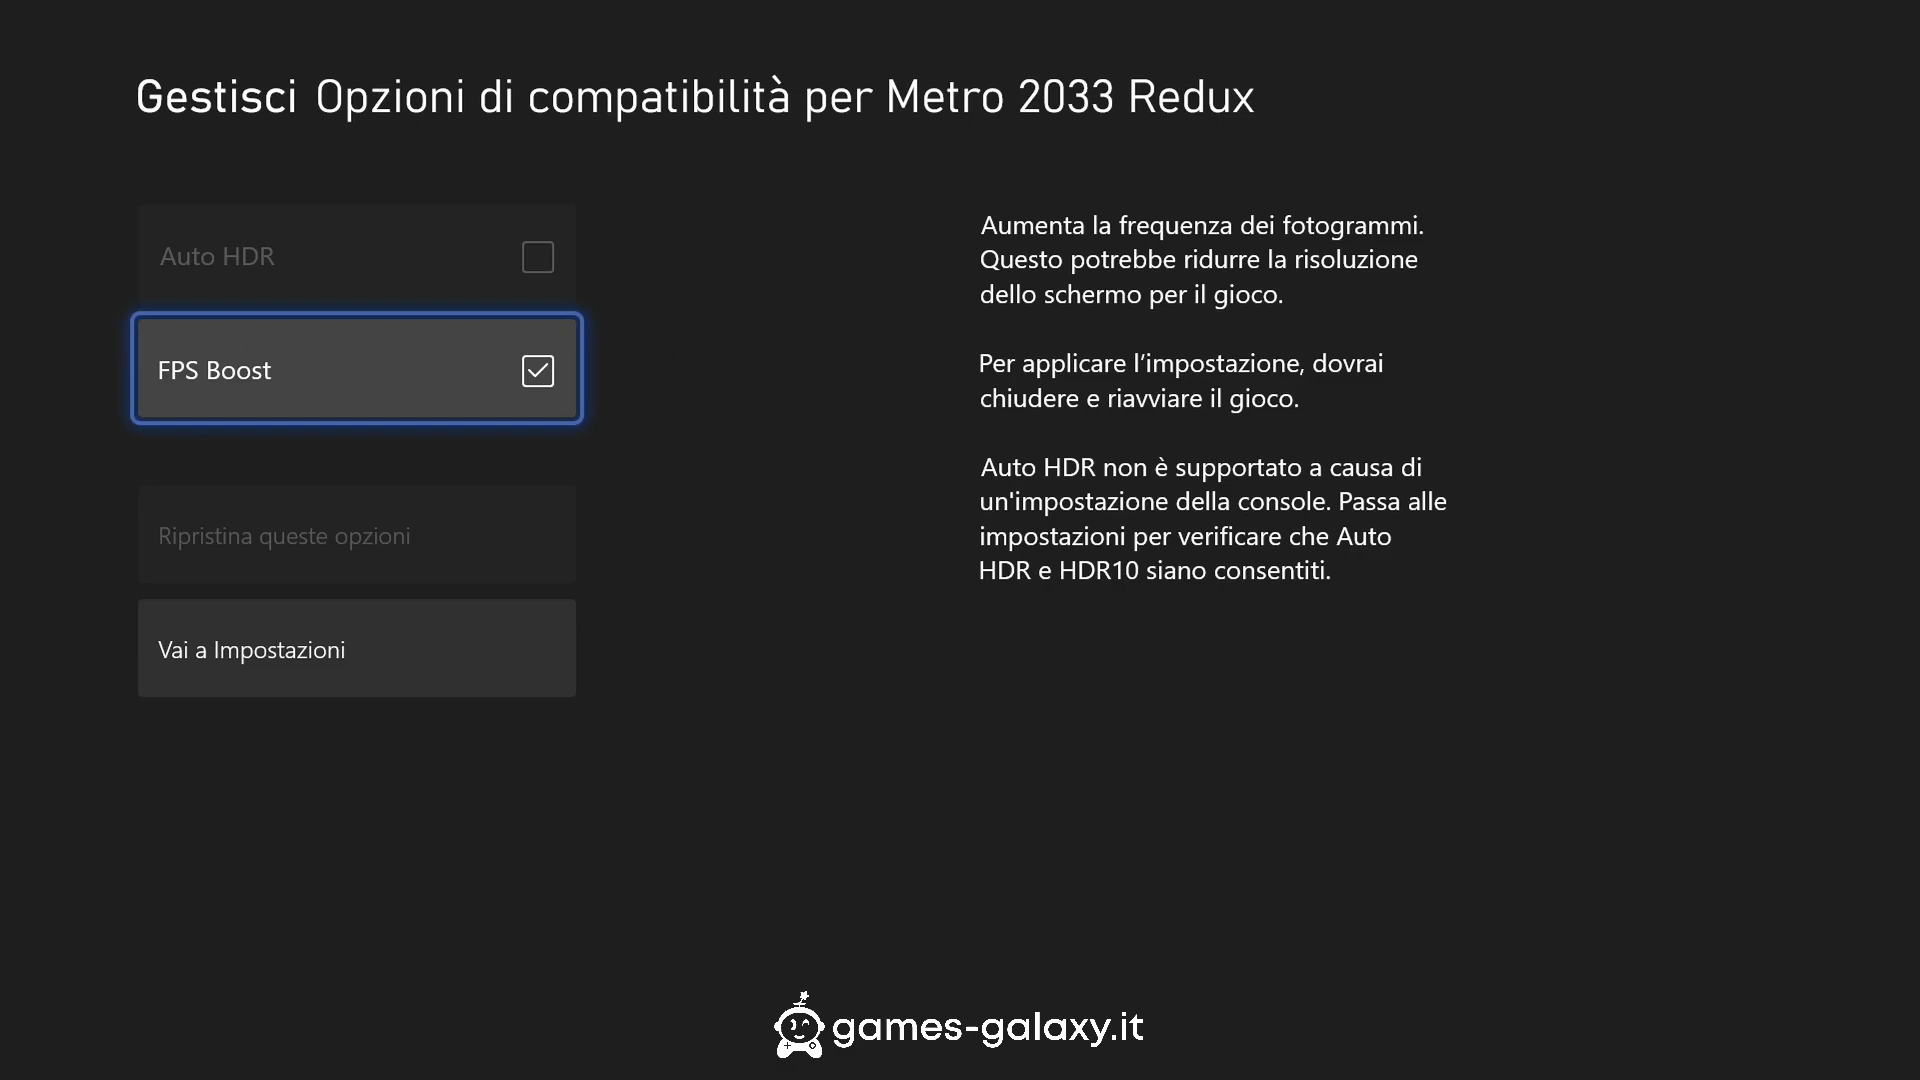 Gestisci Opzioni di compatibilità per Metro 2033 Redux
Auto HDR
FPS Boost
Ripristina queste opzioni
Vai a Impostazioni
Aumenta la frequenza dei fotogrammi.
Questo potrebbe ridurre la risoluzione
dello schermo per il gioco.
Per applicare l’impostazione, dovrai
chiudere e riavviare il gioco.
Auto HDR non è supportato a causa di
un'impostazione della console. Passa alle
impostazioni per verificare che Auto
HDR e HDR10 siano consentiti.
games-galaxy.it